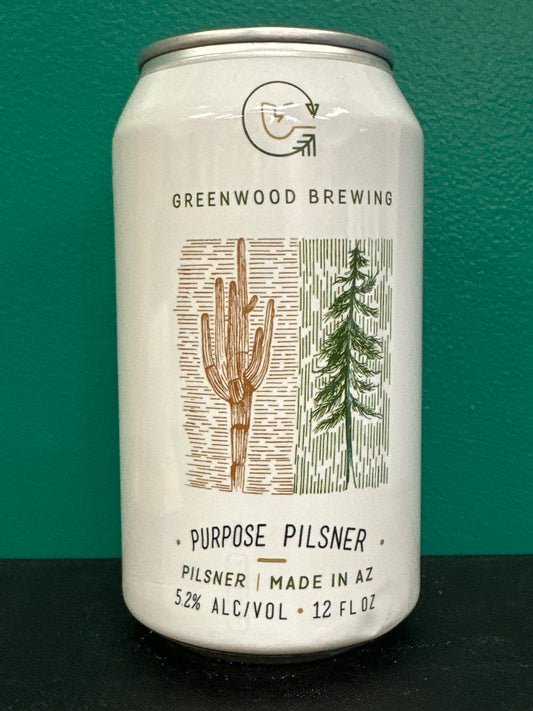 GREENWOOD BREWING
• PURPOSE PILSNER •
PILSNER | MADE IN AZ
5.2% ALC/VOL • 12 FL OZ